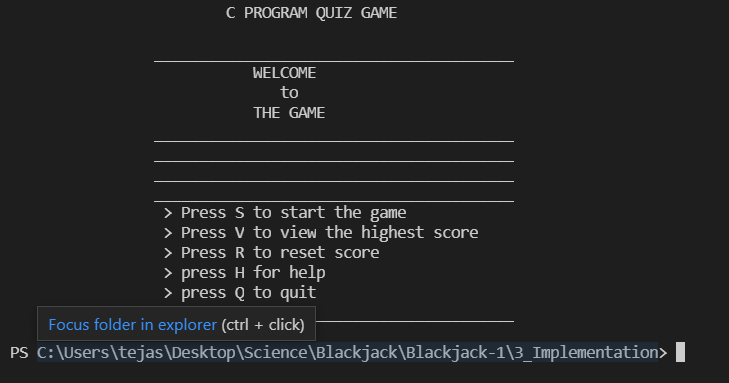 C PROGRAM QUIZ GAME
WELCOME
to
THE GAME
> Press S to start the game
> Press V to view the highest score
> Press R to reset score
> press H for help
> press Q to quit
Focus folder in explorer (ctrl + click)
PS C:\Users\tejas\Desktop\Science\Blackjack\Blackjack-1\3_Implementation>